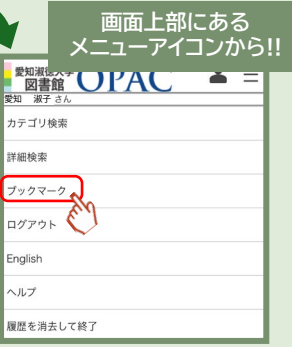 画面上部にある
メニューアイコンから!!
愛知淑徳大学
図書館 OPAC
愛知 淑子 さん
カテゴリ検索
詳細検索
ブックマーク
ログアウト
English
ヘルプ
履歴を消去して終了